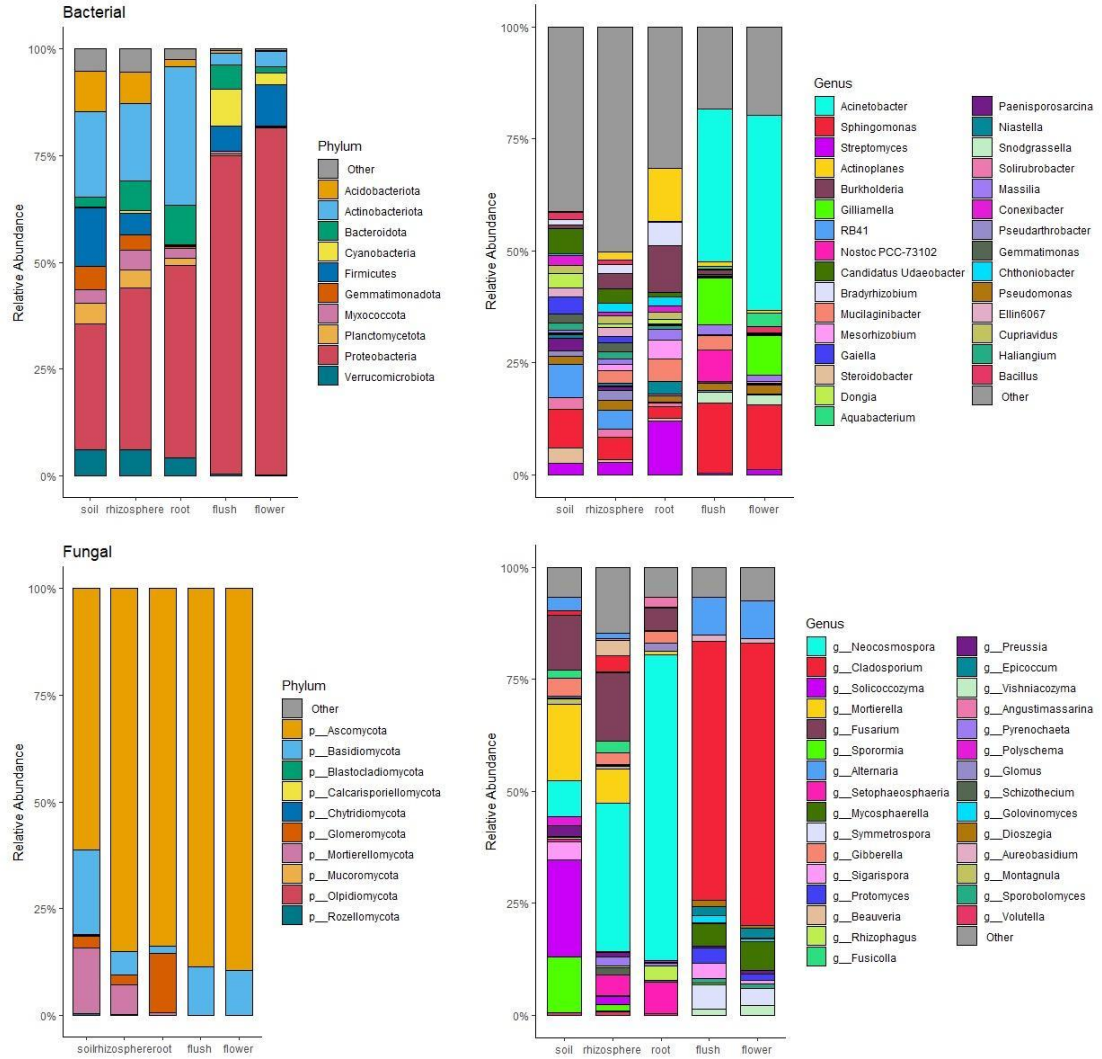 Bacterial
Relative Abundance
100%
75%
50%
25%
0%
soil
rhizosphere
root
flush
flower
Phylum
Other
Acidobacteriota
Actinobacteriota
Bacteroidota
Cyanobacteria
Firmicutes
Gemmatimonadota
Myxococcota
Planctomycetota
Proteobacteria
Verrucomicrobiota
Relative Abundance
100%
75%
50%
25%
0%
soil
rhizosphere
root
flush
flower
Genus
Acinetobacter
Sphingomonas
Streptomyces
Actinoplanes
Burkholderia
Gilliamella
RB41
Nostoc PCC-73102
Candidatus Udaeobacter
Bradyrhizobium
Mucilaginibacter
Mesorhizobium
Gaiella
Steroidobacter
Dongia
Aquabacterium
Paenisporosarcina
Niastella
Snodgrassella
Solirubrobacter
Massilia
Conexibacter
Pseudarthrobacter
Gemmatimonas
Chthoniobacter
Pseudomonas
Ellin6067
Cupriavidus
Haliangium
Bacillus
Other
Fungal
Relative Abundance
100%
75%
50%
25%
0%
soil
rhizosphere
root
flush
flower
Phylum
Other
p__Ascomycota
p__Basidiomycota
p__Blastocladiomycota
p__Calcarisporiellomycota
p__Chytridiomycota
p__Glomeromycota
p__Mortierellomycota
p__Mucoromycota
p__Olpidiomycota
p__Rozellomycota
Relative Abundance
100%
75%
50%
25%
0%
soil
rhizosphere
root
flush
flower
Genus
g__Neocosmospora
g__Cladosporium
g__Solicoccozyma
g__Mortierella
g__Fusarium
g__Sporormia
g__Alternaria
g__Setophaeosphaeria
g__Mycosphaerella
g__Symmetrospora
g__Gibberella
g__Sigarispora
g__Protomyces
g__Beauveria
g__Rhizophagus
g__Fusicolla
g__Preussia
g__Epicoccum
g__Vishniacozyma
g__Angustimassarina
g__Pyrenochaeta
g__Polyschema
g__Glomus
g__Schizothecium
g__Golovinomyces
g__Dioszegia
g__Aureobasidium
g__Montagnula
g__Sporobolomyces
g__Volutella
Other